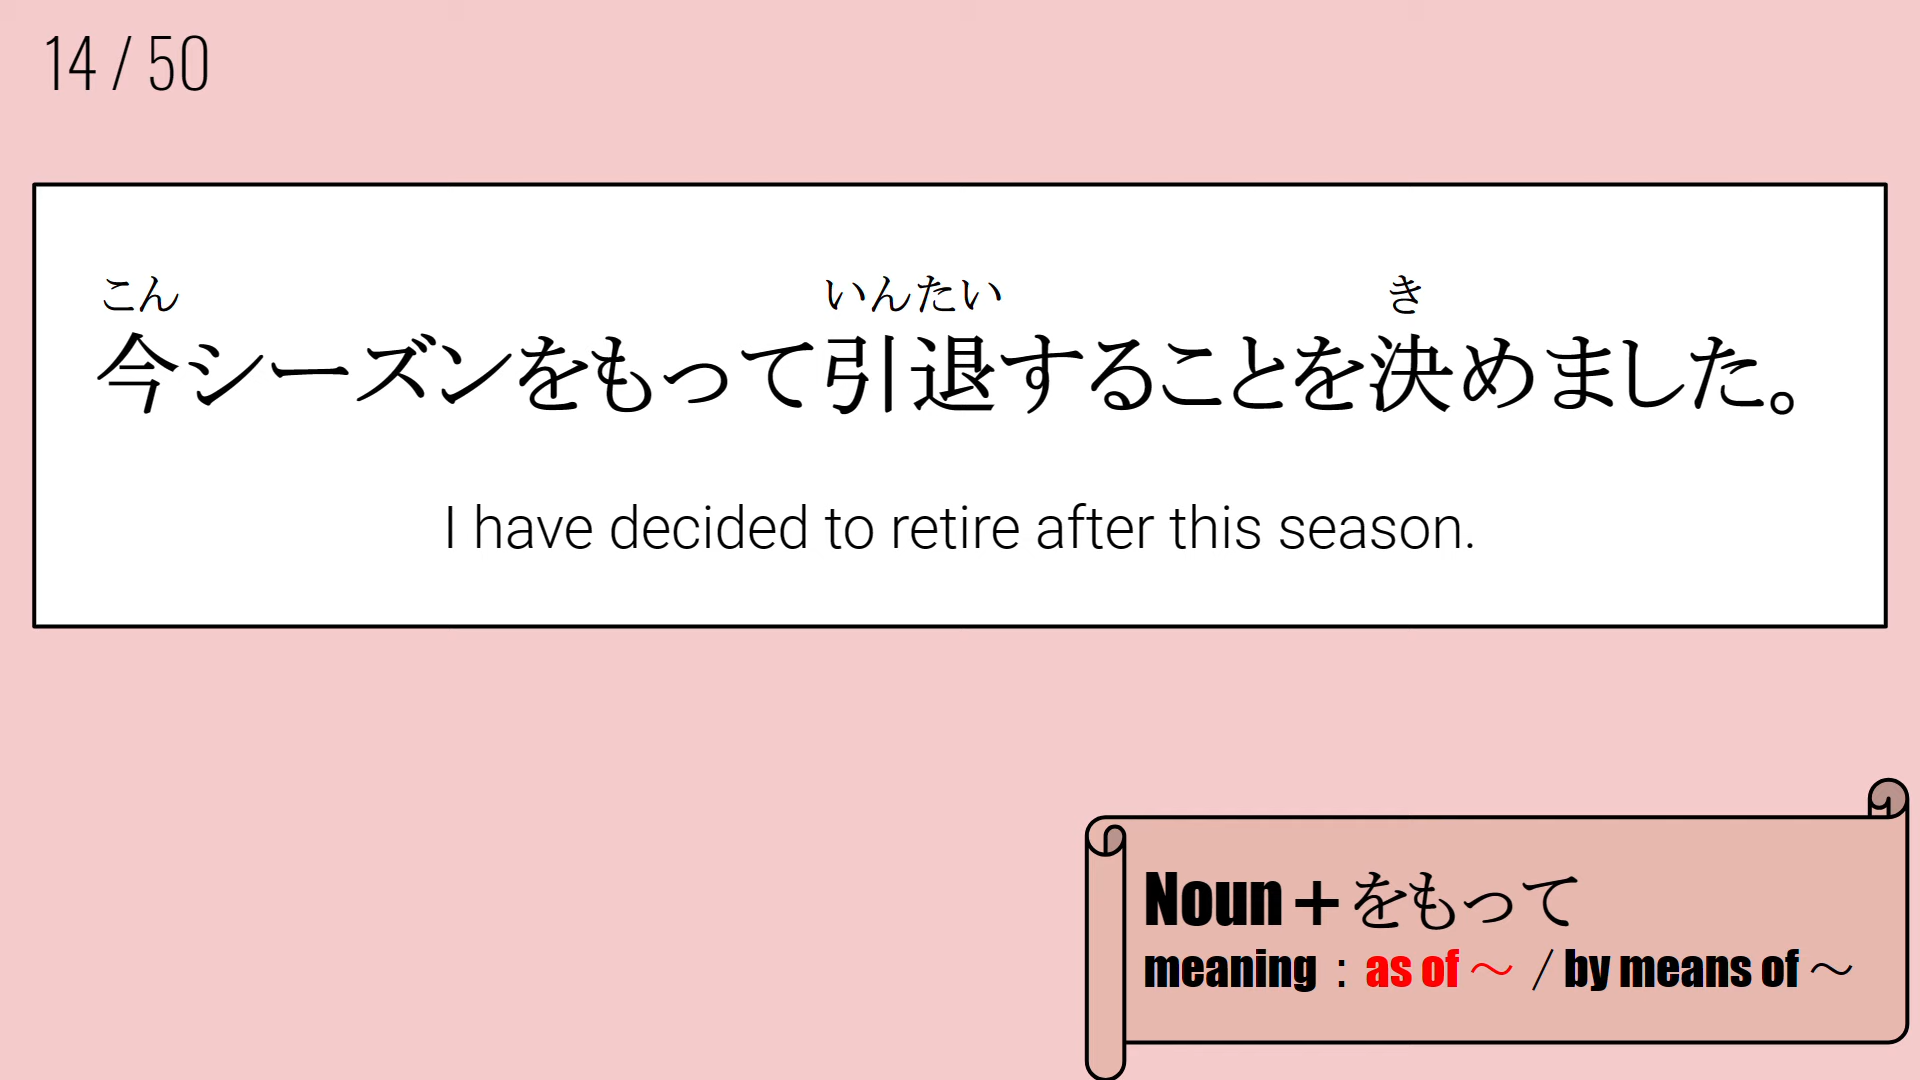 14 / 50
こん いんたい き
今シーズンをもって引退することを決めました。
I have decided to retire after this season.
Noun＋をもって
meaning：as of 〜 / by means of 〜